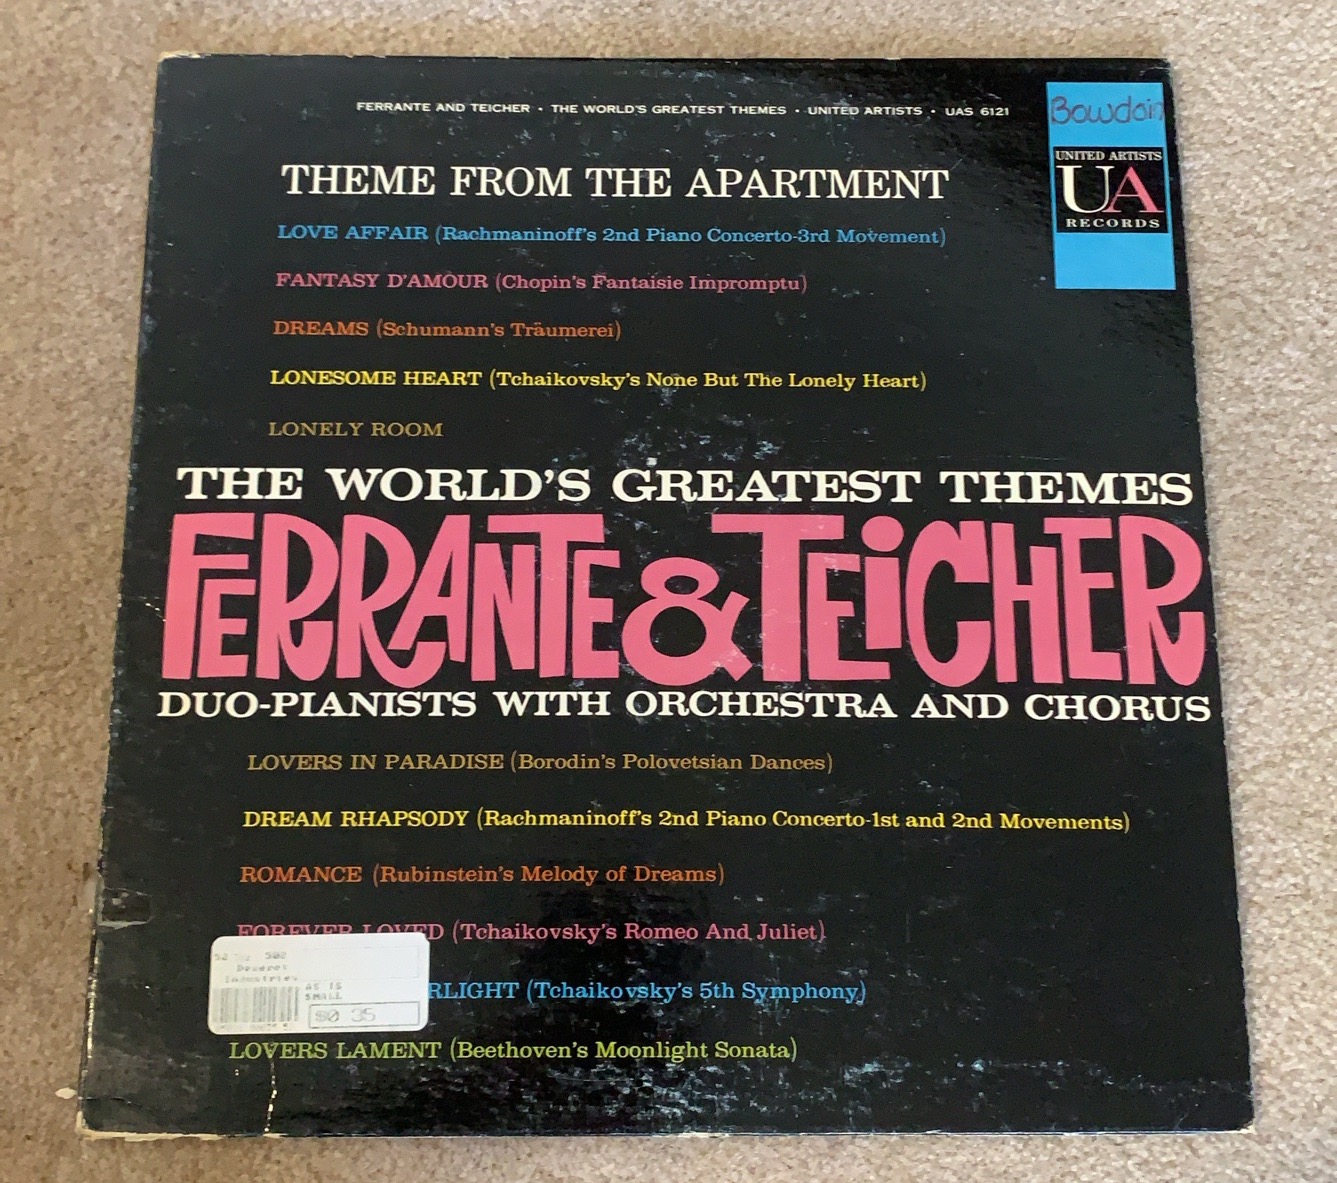 FERRANTE AND TEICHER • THE WORLD'S GREATEST THEMES • UNITED ARTISTS • UAS 6121
Bowdoin
UNITED ARTISTS
UA
RECORDS
THEME FROM THE APARTMENT
LOVE AFFAIR (Rachmaninoff's 2nd Piano Concerto-3rd Movement)
FANTASY D'AMOUR (Chopin's Fantaisie Impromptu)
DREAMS (Schumann's Träumerei)
LONESOME HEART (Tchaikovsky's None But The Lonely Heart)
LONELY ROOM
THE WORLD'S GREATEST THEMES
FERRANTE & TEiCHER
DUO-PIANISTS WITH ORCHESTRA AND CHORUS
LOVERS IN PARADISE (Borodin's Polovetsian Dances)
DREAM RHAPSODY (Rachmaninoff's 2nd Piano Concerto-1st and 2nd Movements)
ROMANCE (Rubinstein's Melody of Dreams)
FOREVER LOVED (Tchaikovsky's Romeo And Juliet)
Deseret
Industries
AS IS
SMALL
$0 35
RLIGHT (Tchaikovsky's 5th Symphony)
LOVERS LAMENT (Beethoven's Moonlight Sonata)